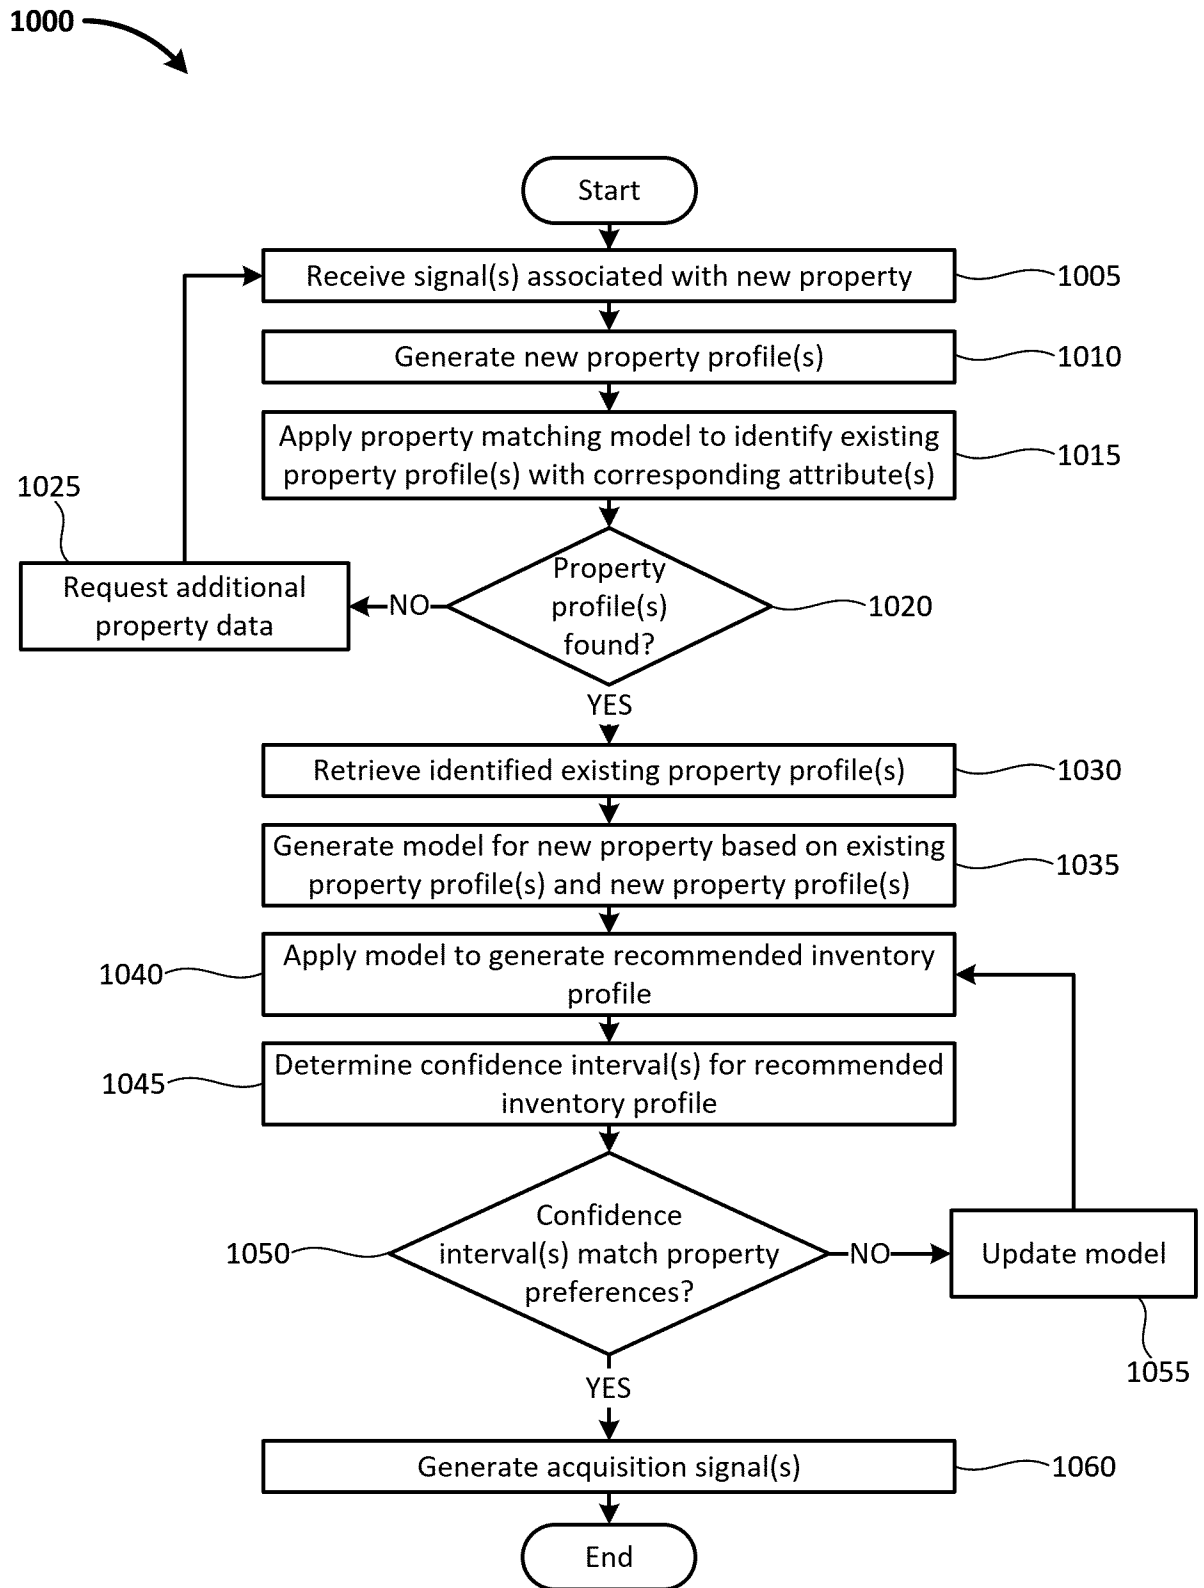 1000
Start
Receive signal(s) associated with new property
1005
Generate new property profile(s)
1010
Apply property matching model to identify existing
property profile(s) with corresponding attribute(s)
1015
1025
Request additional
property data
NO
Property
profile(s)
found?
1020
YES
Retrieve identified existing property profile(s)
1030
Generate model for new property based on existing
property profile(s) and new property profile(s)
1035
1040
Apply model to generate recommended inventory
profile
1045
Determine confidence interval(s) for recommended
inventory profile
1050
Confidence
interval(s) match property
preferences?
NO
Update model
1055
YES
Generate acquisition signal(s)
1060
End